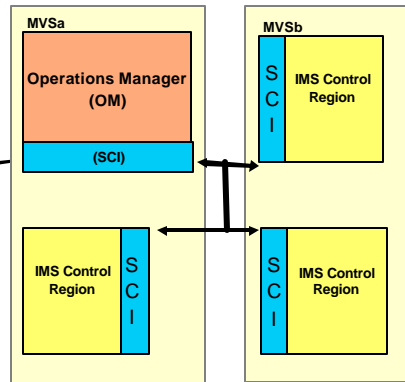 MVSa
Operations Manager
(OM)
(SCI)
IMS Control
Region
S
C
I
MVSb
S
C
I
IMS Control
Region
S
C
I
IMS Control
Region